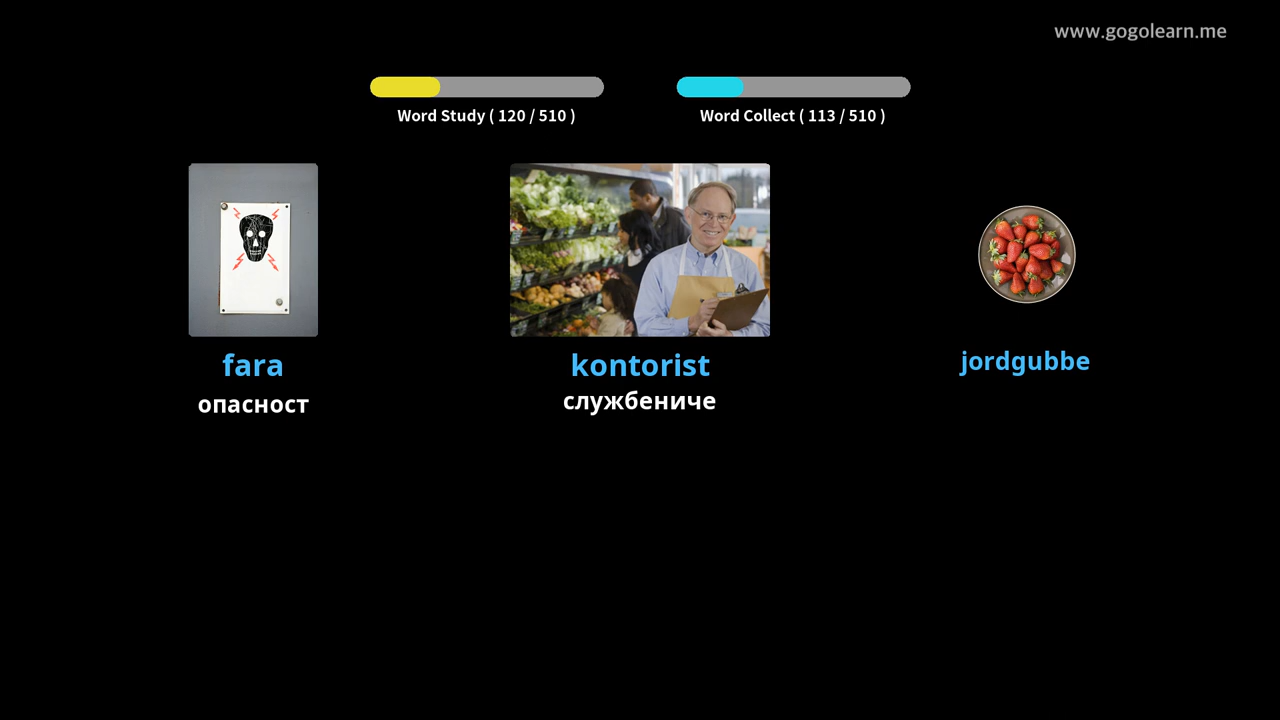 www.gogolearn.me
Word Study ( 120 / 510 )
Word Collect ( 113 / 510 )
fara
опасност
kontorist
службениче
jordgubbe